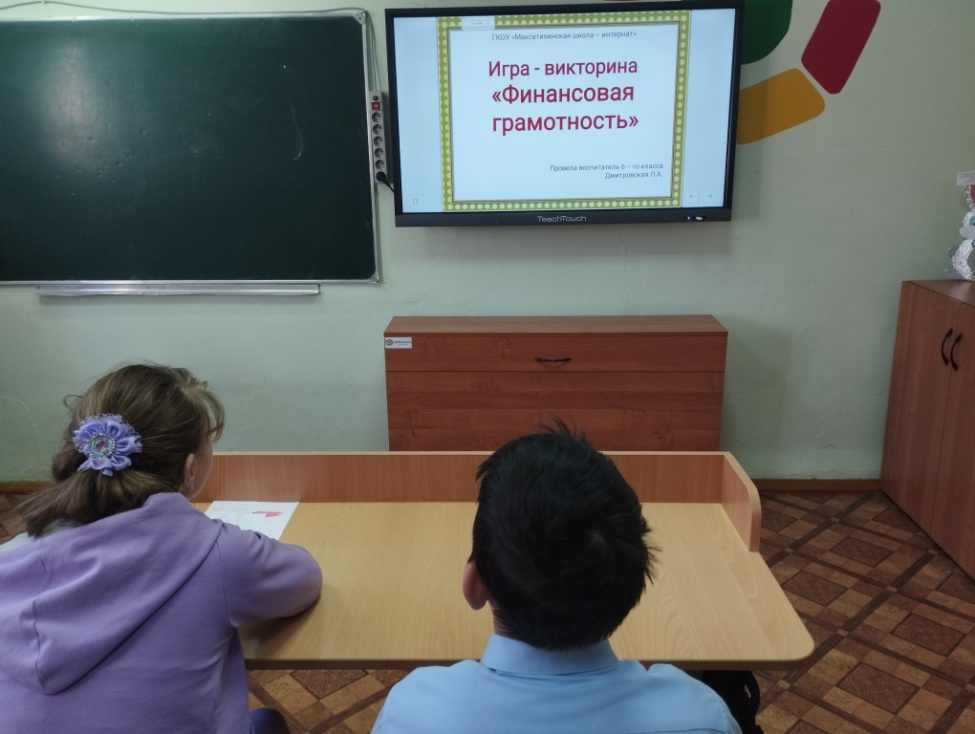 ГКОУ «Максатихинская школа – интернат»
Игра - викторина
«Финансовая
грамотность»
Провела воспитатель 6 – го класса
Дмитровская Л.А.
TeachTouch